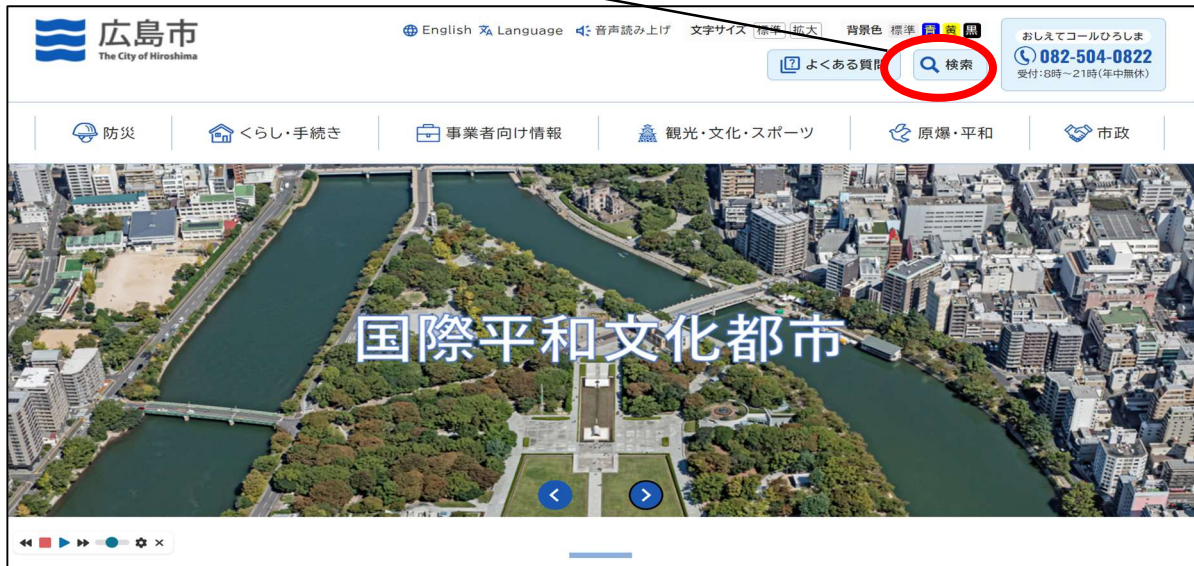 広島市
The City of Hiroshima
English Language 音声読み上げ 文字サイズ 標準 拡大 背景色 標準 青 黄 黒
よくある質問 検索
おしえてコールひろしま
082-504-0822
受付:8時~21時(年中無休)
防災 くらし・手続き 事業者向け情報 観光・文化・スポーツ 原爆・平和 市政
国際平和文化都市